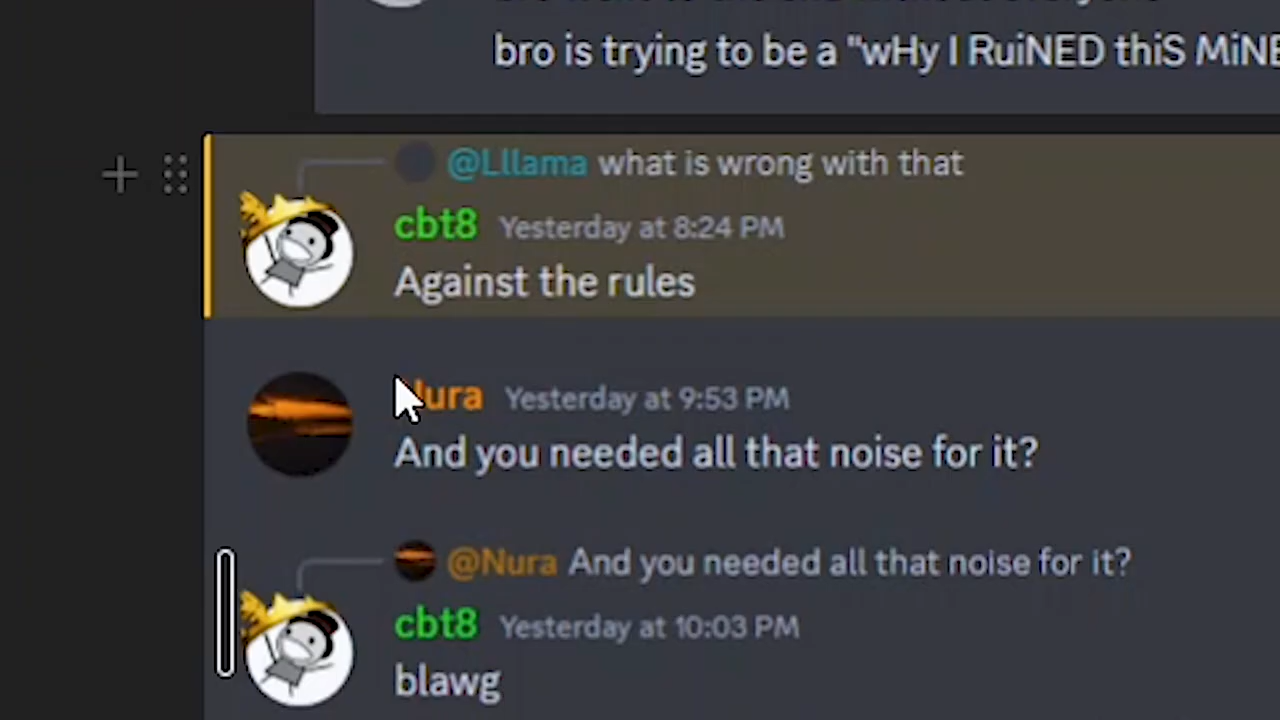 bro is trying to be a "wHy I RuiNED thiS MiNE
@Lllama what is wrong with that
cbt8 Yesterday at 8:24 PM
Against the rules
Nura Yesterday at 9:53 PM
And you needed all that noise for it?
@Nura And you needed all that noise for it?
cbt8 Yesterday at 10:03 PM
blawg